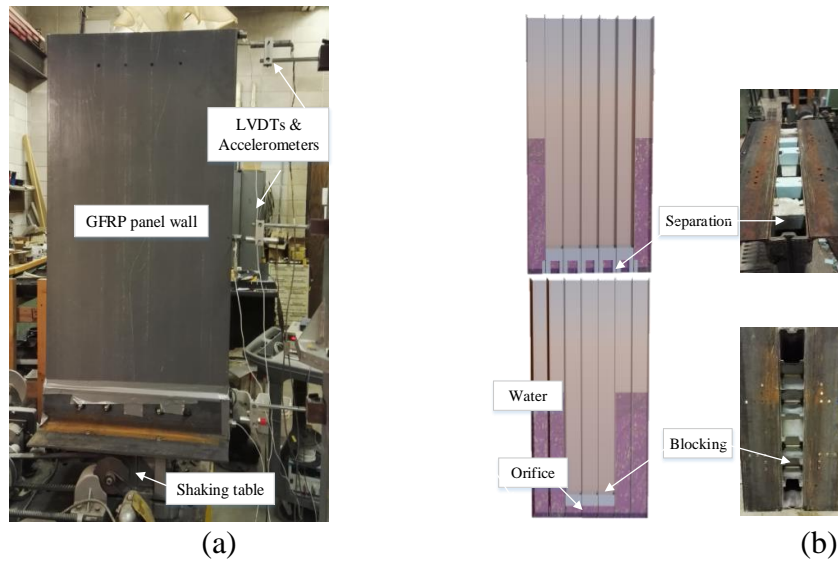 LVDTs &
Accelerometers
GFRP panel wall
Shaking table
(a)
Separation
Water
Blocking
Orifice
(b)